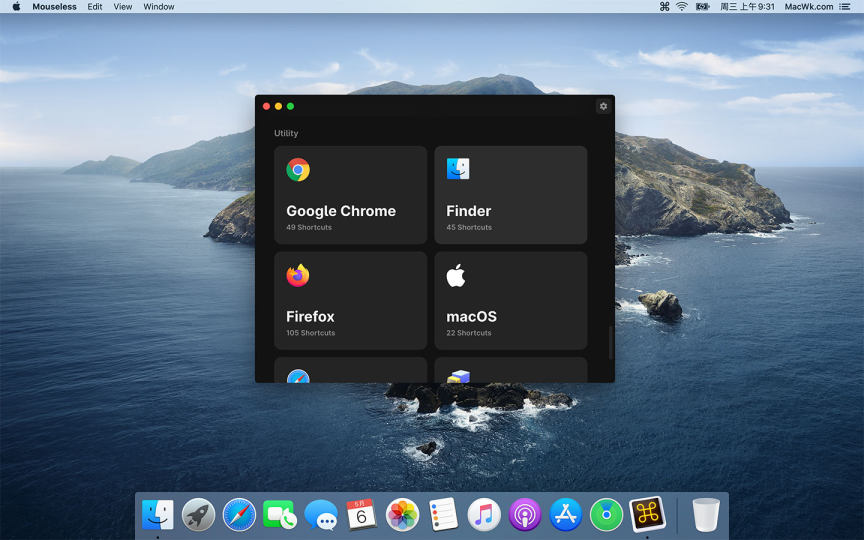 Mouseless Edit View Window 周三 上午9:31 MacWk.com
Utility
Google Chrome
49 Shortcuts
Finder
45 Shortcuts
Firefox
105 Shortcuts
macOS
22 Shortcuts
5月
6